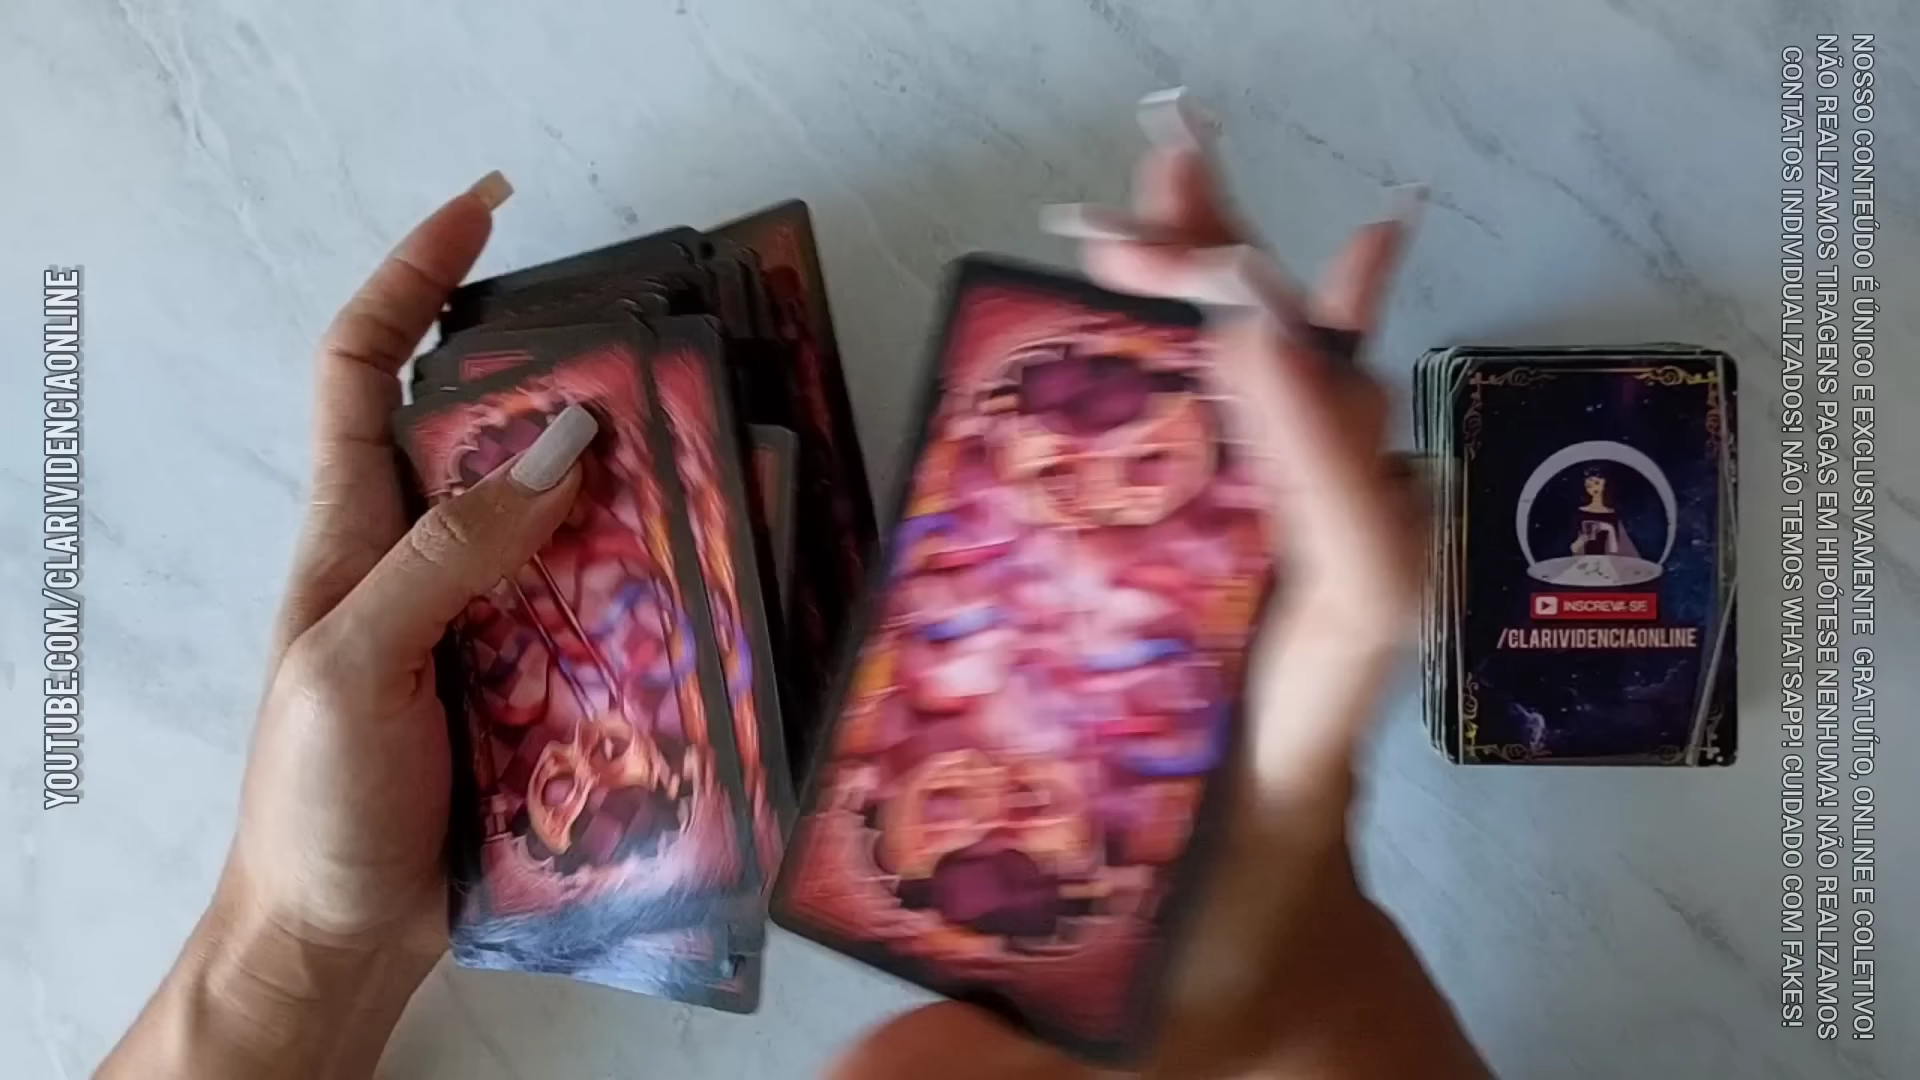 YOUTUBE.COM/CLARIVIDENCIAONLINE
INSCREVA-SE
/CLARIVIDENCIAONLINE
NOSSO CONTEÚDO É ÚNICO E EXCLUSIVAMENTE GRATUÍTO, ONLINE E COLETIVO!
NÃO REALIZAMOS TIRAGENS PAGAS EM HIPÓTESE NENHUMA! NÃO REALIZAMOS
CONTATOS INDIVIDUALIZADOS! NÃO TEMOS WHATSAPP! CUIDADO COM FAKES!